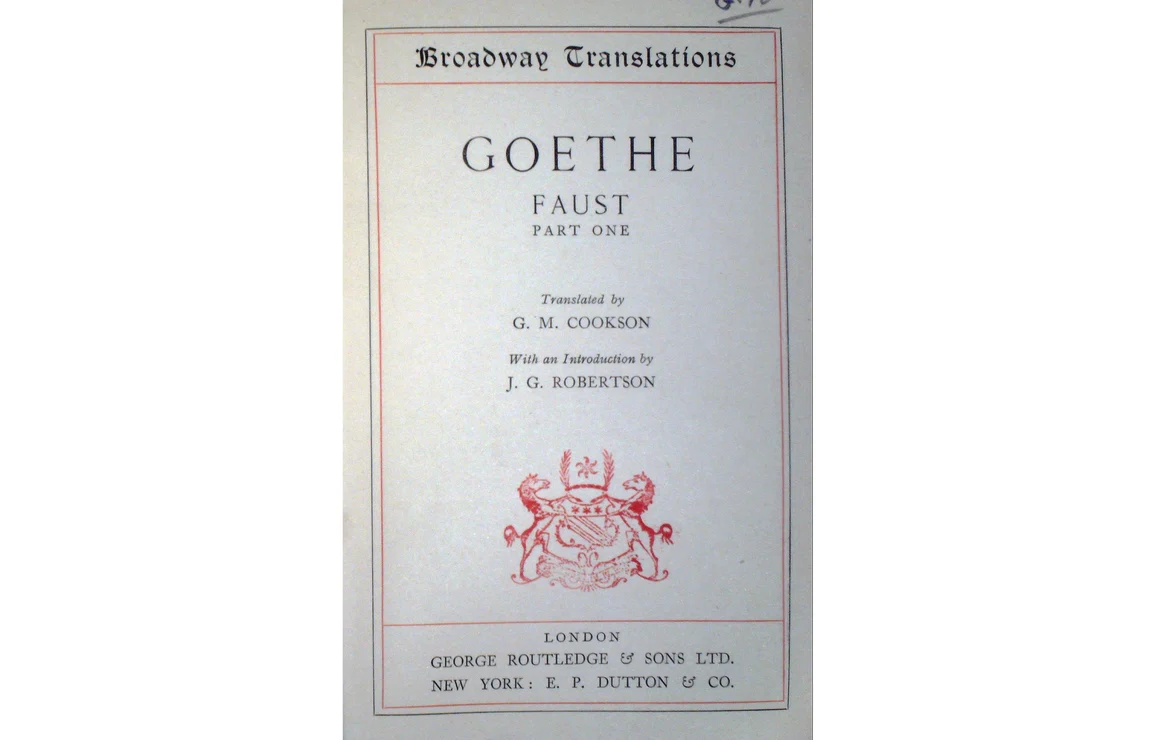 Broadway Translations
GOETHE
FAUST
PART ONE
Translated by
G. M. COOKSON
With an Introduction by
J. G. ROBERTSON
LONDON
GEORGE ROUTLEDGE & SONS LTD.
NEW YORK: E. P. DUTTON & CO.